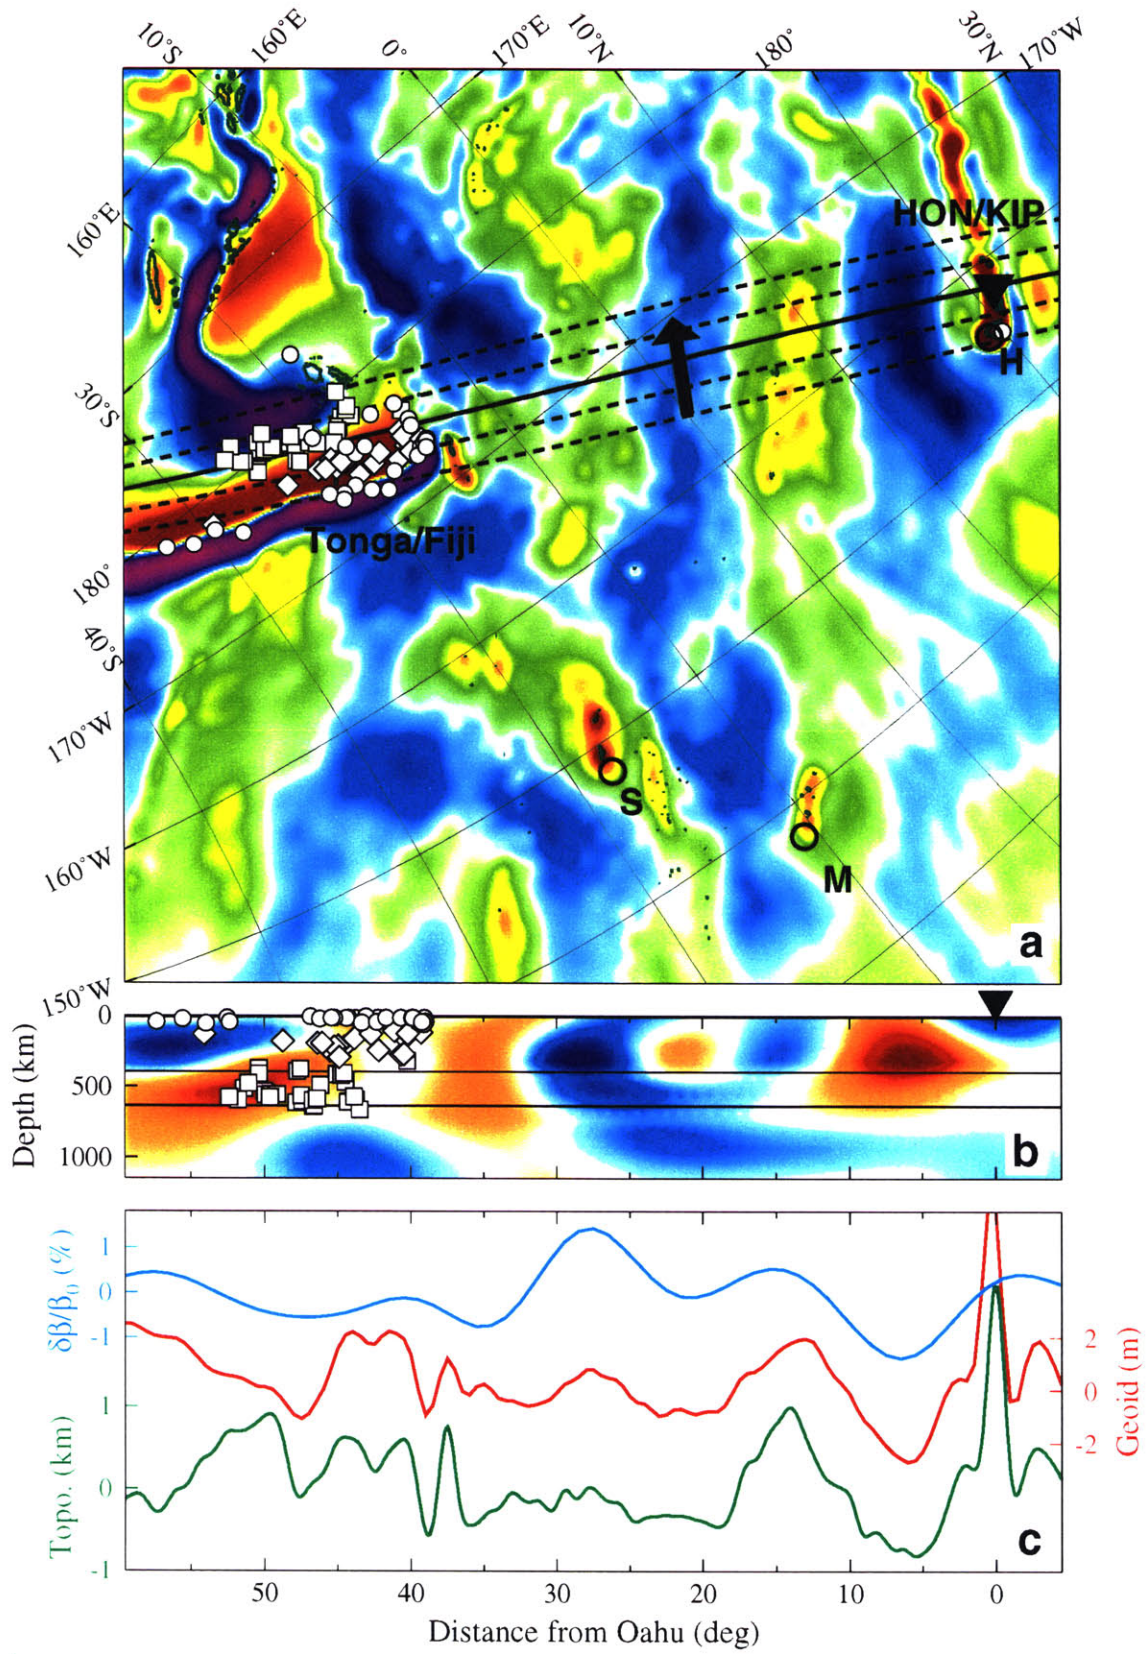 10°S 160°E 0° 170°E 10°N 180° 30°N 170°W
160°E
HON/KIP
H
30°S
Tonga/Fiji
180°
40°S
170°W
S
160°W
M
a
150°W
0
500
1000
Depth (km)
b
1
0
-1
δβ/β₀ (%)
2
0
-2
Geoid (m)
1
0
-1
Topo. (km)
c
50 40 30 20 10 0
Distance from Oahu (deg)